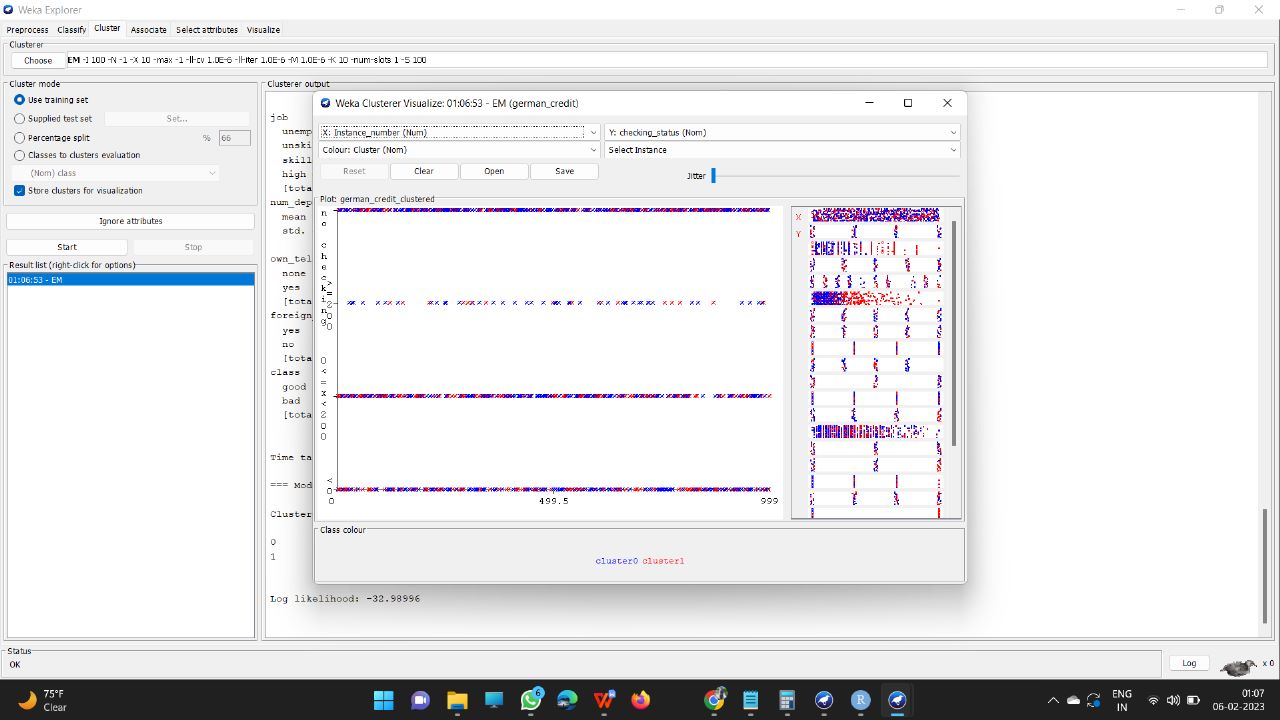 Weka Explorer
Preprocess Classify Cluster Associate Select attributes Visualize
Clusterer
Choose EM -I 100 -N -1 -X 10 -max -1 -ll-cv 1.0E-6 -ll-iter 1.0E-6 -M 1.0E-6 -K 10 -num-slots 1 -S 100
Cluster mode
Use training set
Supplied test set Set...
Percentage split % 66
Classes to clusters evaluation
(Nom) class
Store clusters for visualization
Ignore attributes
Start Stop
Result list (right-click for options)
01:06:53 - EM
Clusterer output
job
unemp
unski
skill
high
[tota
num_dep
mean
std.
own_tel
none
yes
[tota
foreign
yes
no
[tota
class
good
bad
[tota
Time ta
=== Mod
Cluster
0
1
Log likelihood: -32.98996
Weka Clusterer Visualize: 01:06:53 - EM (german_credit)
X: Instance_number (Num) Y: checking_status (Nom)
Colour: Cluster (Nom) Select Instance
Reset Clear Open Save Jitter
Plot: german_credit_clustered
no checking
>=200
0<=X<200
<0
0 499.5 999
X
Y
Class colour
cluster0 cluster1
Status
OK
Log x 0
75°F
Clear
6
ENG
IN
01:07
06-02-2023